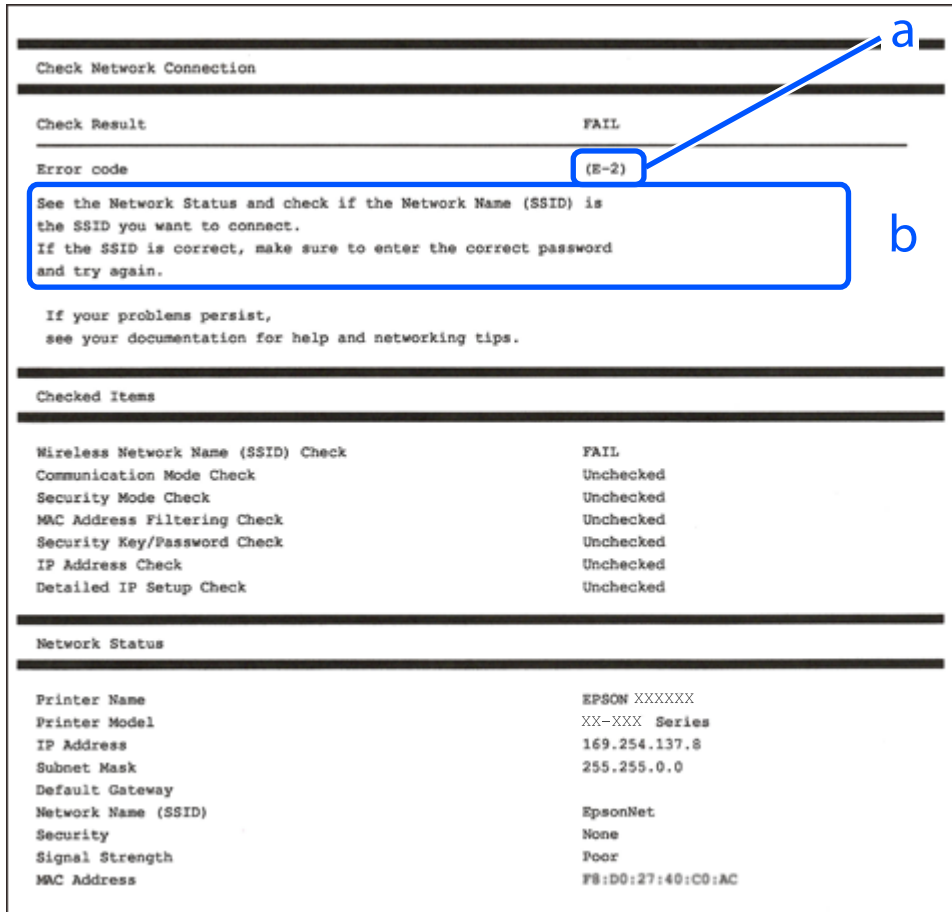 a
Check Network Connection
Check Result FAIL
Error code (E-2)
See the Network Status and check if the Network Name (SSID) is
the SSID you want to connect.
If the SSID is correct, make sure to enter the correct password
and try again.
b
If your problems persist,
see your documentation for help and networking tips.
Checked Items
Wireless Network Name (SSID) Check FAIL
Communication Mode Check Unchecked
Security Mode Check Unchecked
MAC Address Filtering Check Unchecked
Security Key/Password Check Unchecked
IP Address Check Unchecked
Detailed IP Setup Check Unchecked
Network Status
Printer Name EPSON XXXXXX
Printer Model XX-XXX Series
IP Address 169.254.137.8
Subnet Mask 255.255.0.0
Default Gateway
Network Name (SSID) EpsonNet
Security None
Signal Strength Poor
MAC Address F8:D0:27:40:C0:AC